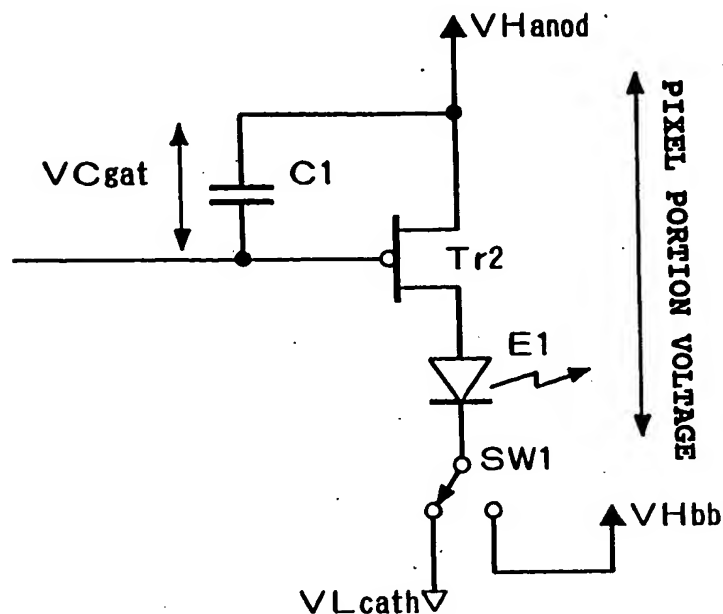 VHanod
VCgat
C1
Tr2
E1
SW1
VHbb
VLcath
PIXEL PORTION VOLTAGE